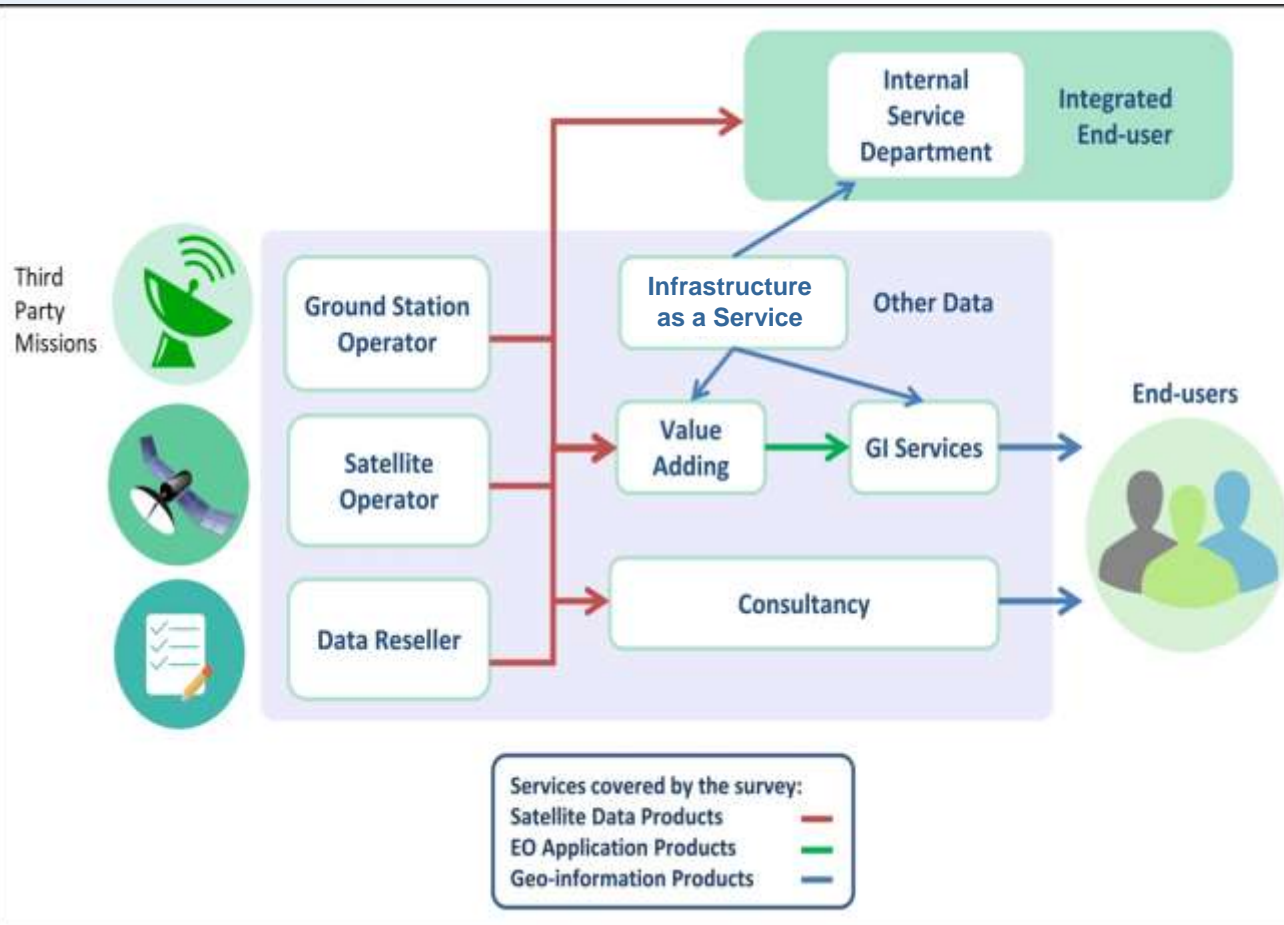 Internal
Service
Department
Integrated
End-user
Third
Party
Missions
Ground Station
Operator
Infrastructure
as a Service
Other Data
Satellite
Operator
Value
Adding
GI Services
End-users
Data Reseller
Consultancy
Services covered by the survey:
Satellite Data Products
EO Application Products
Geo-information Products